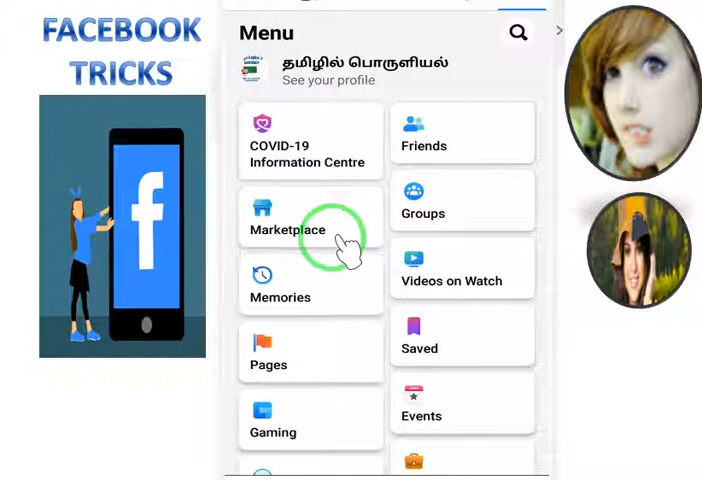 FACEBOOK
TRICKS
Menu
தமிழில் பொருளியல்
See your profile
COVID-19
Information Centre
Friends
Marketplace
Groups
Memories
Videos on Watch
Pages
Saved
Gaming
Events